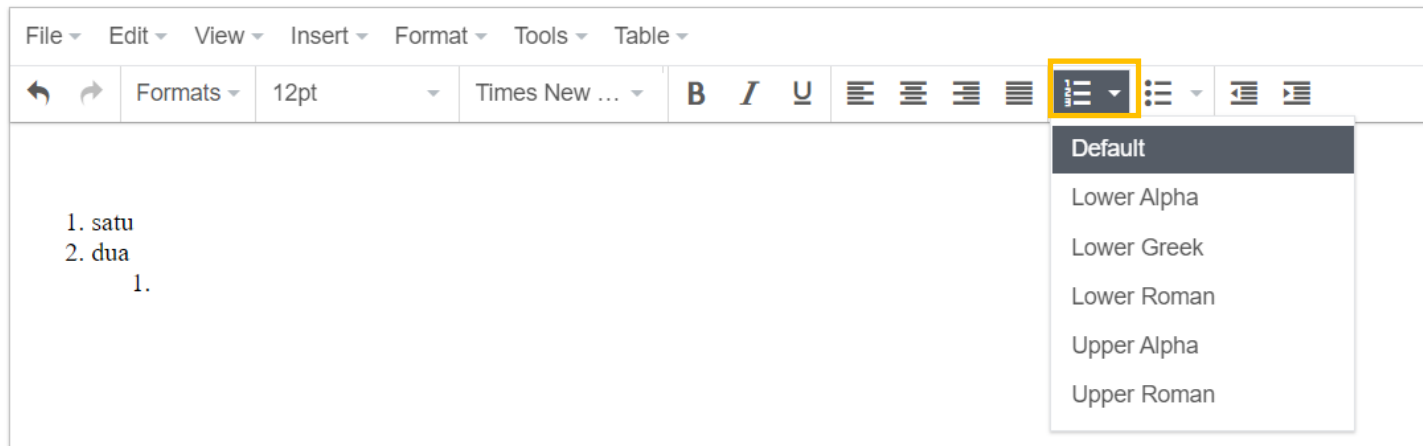 File Edit View Insert Format Tools Table
Formats 12pt Times New ... B I U
Default
Lower Alpha
Lower Greek
Lower Roman
Upper Alpha
Upper Roman
1. satu
2. dua
1.